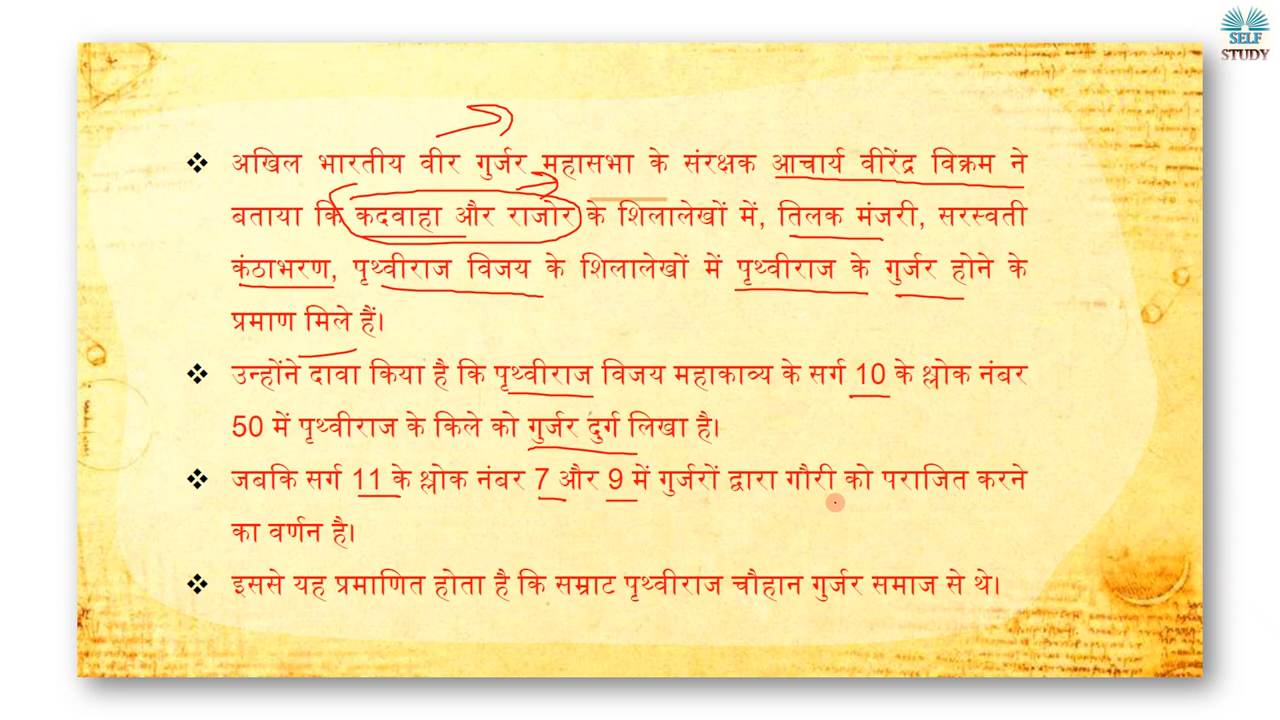 SELF
STUDY
❖ अखिल भारतीय वीर गुर्जर महासभा के संरक्षक आचार्य वीरेंद्र विक्रम ने
बताया कि कदवाहा और राजोर के शिलालेखों में, तिलक मंजरी, सरस्वती
कंठाभरण, पृथ्वीराज विजय के शिलालेखों में पृथ्वीराज के गुर्जर होने के
प्रमाण मिले हैं।
❖ उन्होंने दावा किया है कि पृथ्वीराज विजय महाकाव्य के सर्ग 10 के श्लोक नंबर
50 में पृथ्वीराज के किले को गुर्जर दुर्ग लिखा है।
❖ जबकि सर्ग 11 के श्लोक नंबर 7 और 9 में गुर्जरों द्वारा गौरी को पराजित करने
का वर्णन है।
❖ इससे यह प्रमाणित होता है कि सम्राट पृथ्वीराज चौहान गुर्जर समाज से थे।